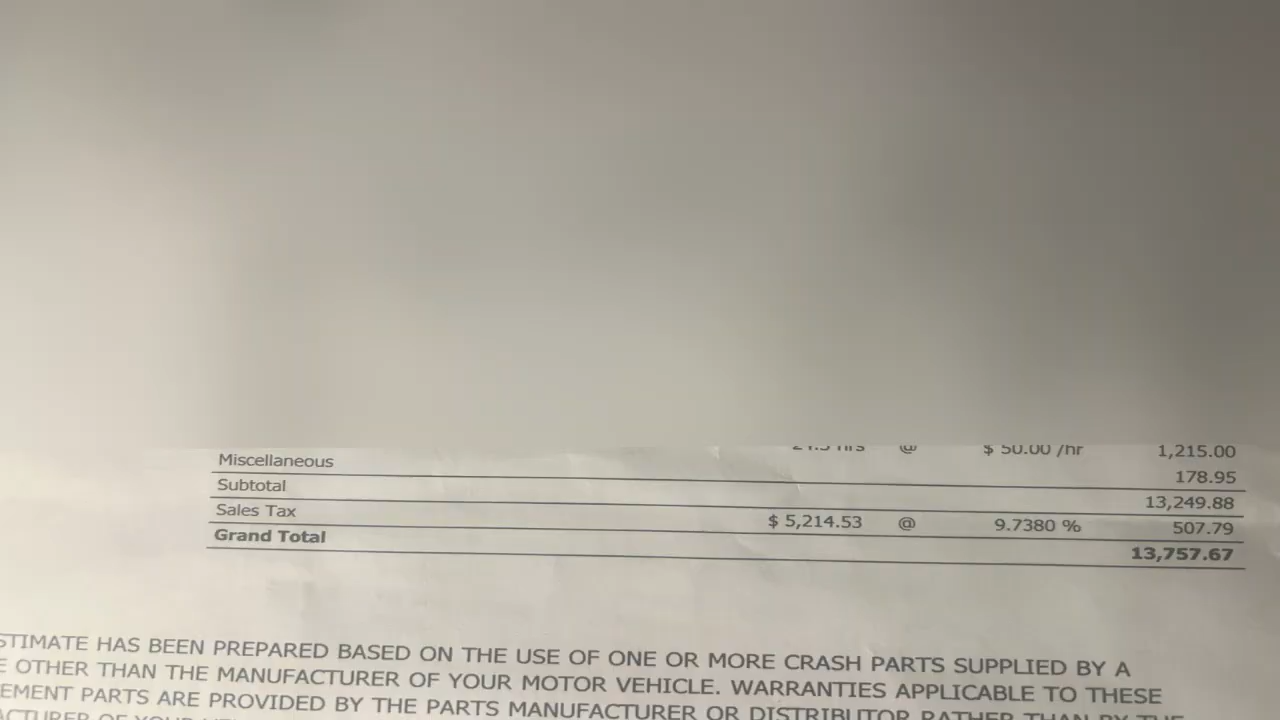 @ $ 50.00 /hr 1,215.00
Miscellaneous 178.95
Subtotal 13,249.88
Sales Tax $ 5,214.53 @ 9.7380 % 507.79
Grand Total 13,757.67
STIMATE HAS BEEN PREPARED BASED ON THE USE OF ONE OR MORE CRASH PARTS SUPPLIED BY A
E OTHER THAN THE MANUFACTURER OF YOUR MOTOR VEHICLE. WARRANTIES APPLICABLE TO THESE
EMENT PARTS ARE PROVIDED BY THE PARTS MANUFACTURER OR DISTRIBUTOR RATHER THAN BY THE